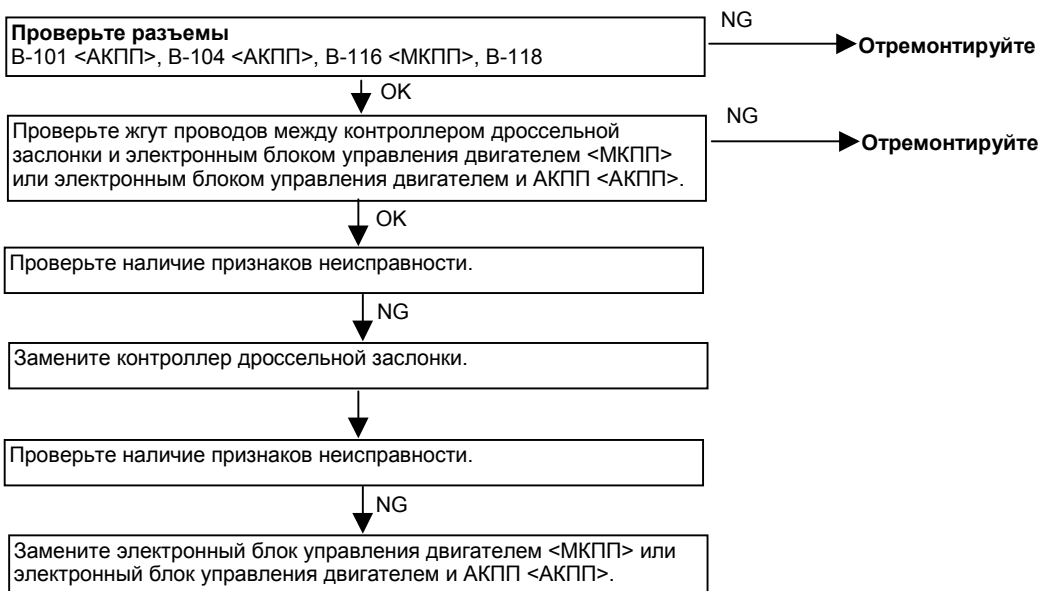 Проверьте разъемы
B-101 <АКПП>, B-104 <АКПП>, B-116 <МКПП>, B-118
NG
Отремонтируйте
OK
Проверьте жгут проводов между контроллером дроссельной
заслонки и электронным блоком управления двигателем <МКПП>
или электронным блоком управления двигателем и АКПП <АКПП>.
NG
Отремонтируйте
OK
Проверьте наличие признаков неисправности.
NG
Замените контроллер дроссельной заслонки.
Проверьте наличие признаков неисправности.
NG
Замените электронный блок управления двигателем <МКПП> или
электронный блок управления двигателем и АКПП <АКПП>.